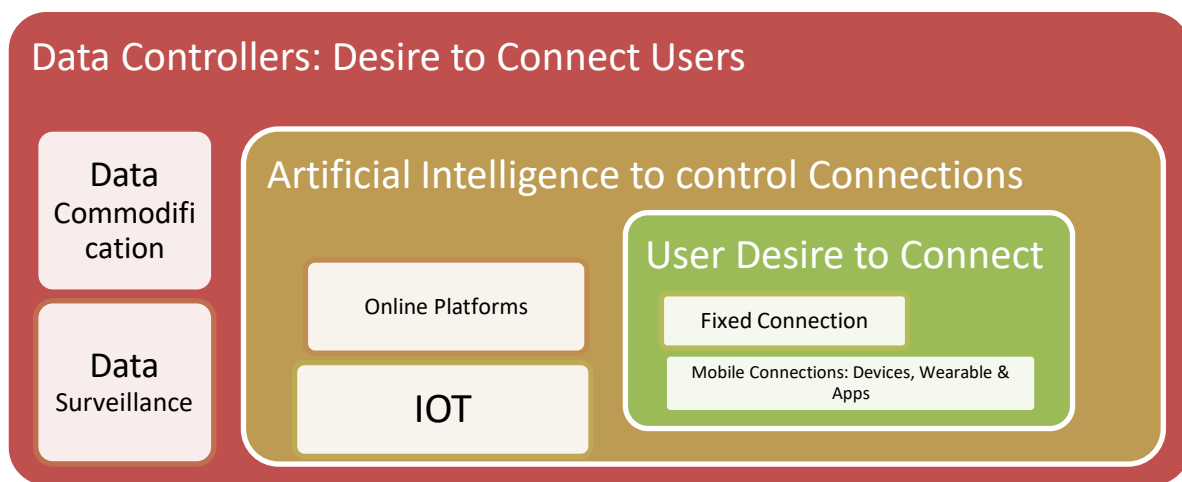 Data Controllers: Desire to Connect Users
Data
Commodifi
cation
Data
Surveillance
Artificial Intelligence to control Connections
Online Platforms
IOT
User Desire to Connect
Fixed Connection
Mobile Connections: Devices, Wearable &
Apps